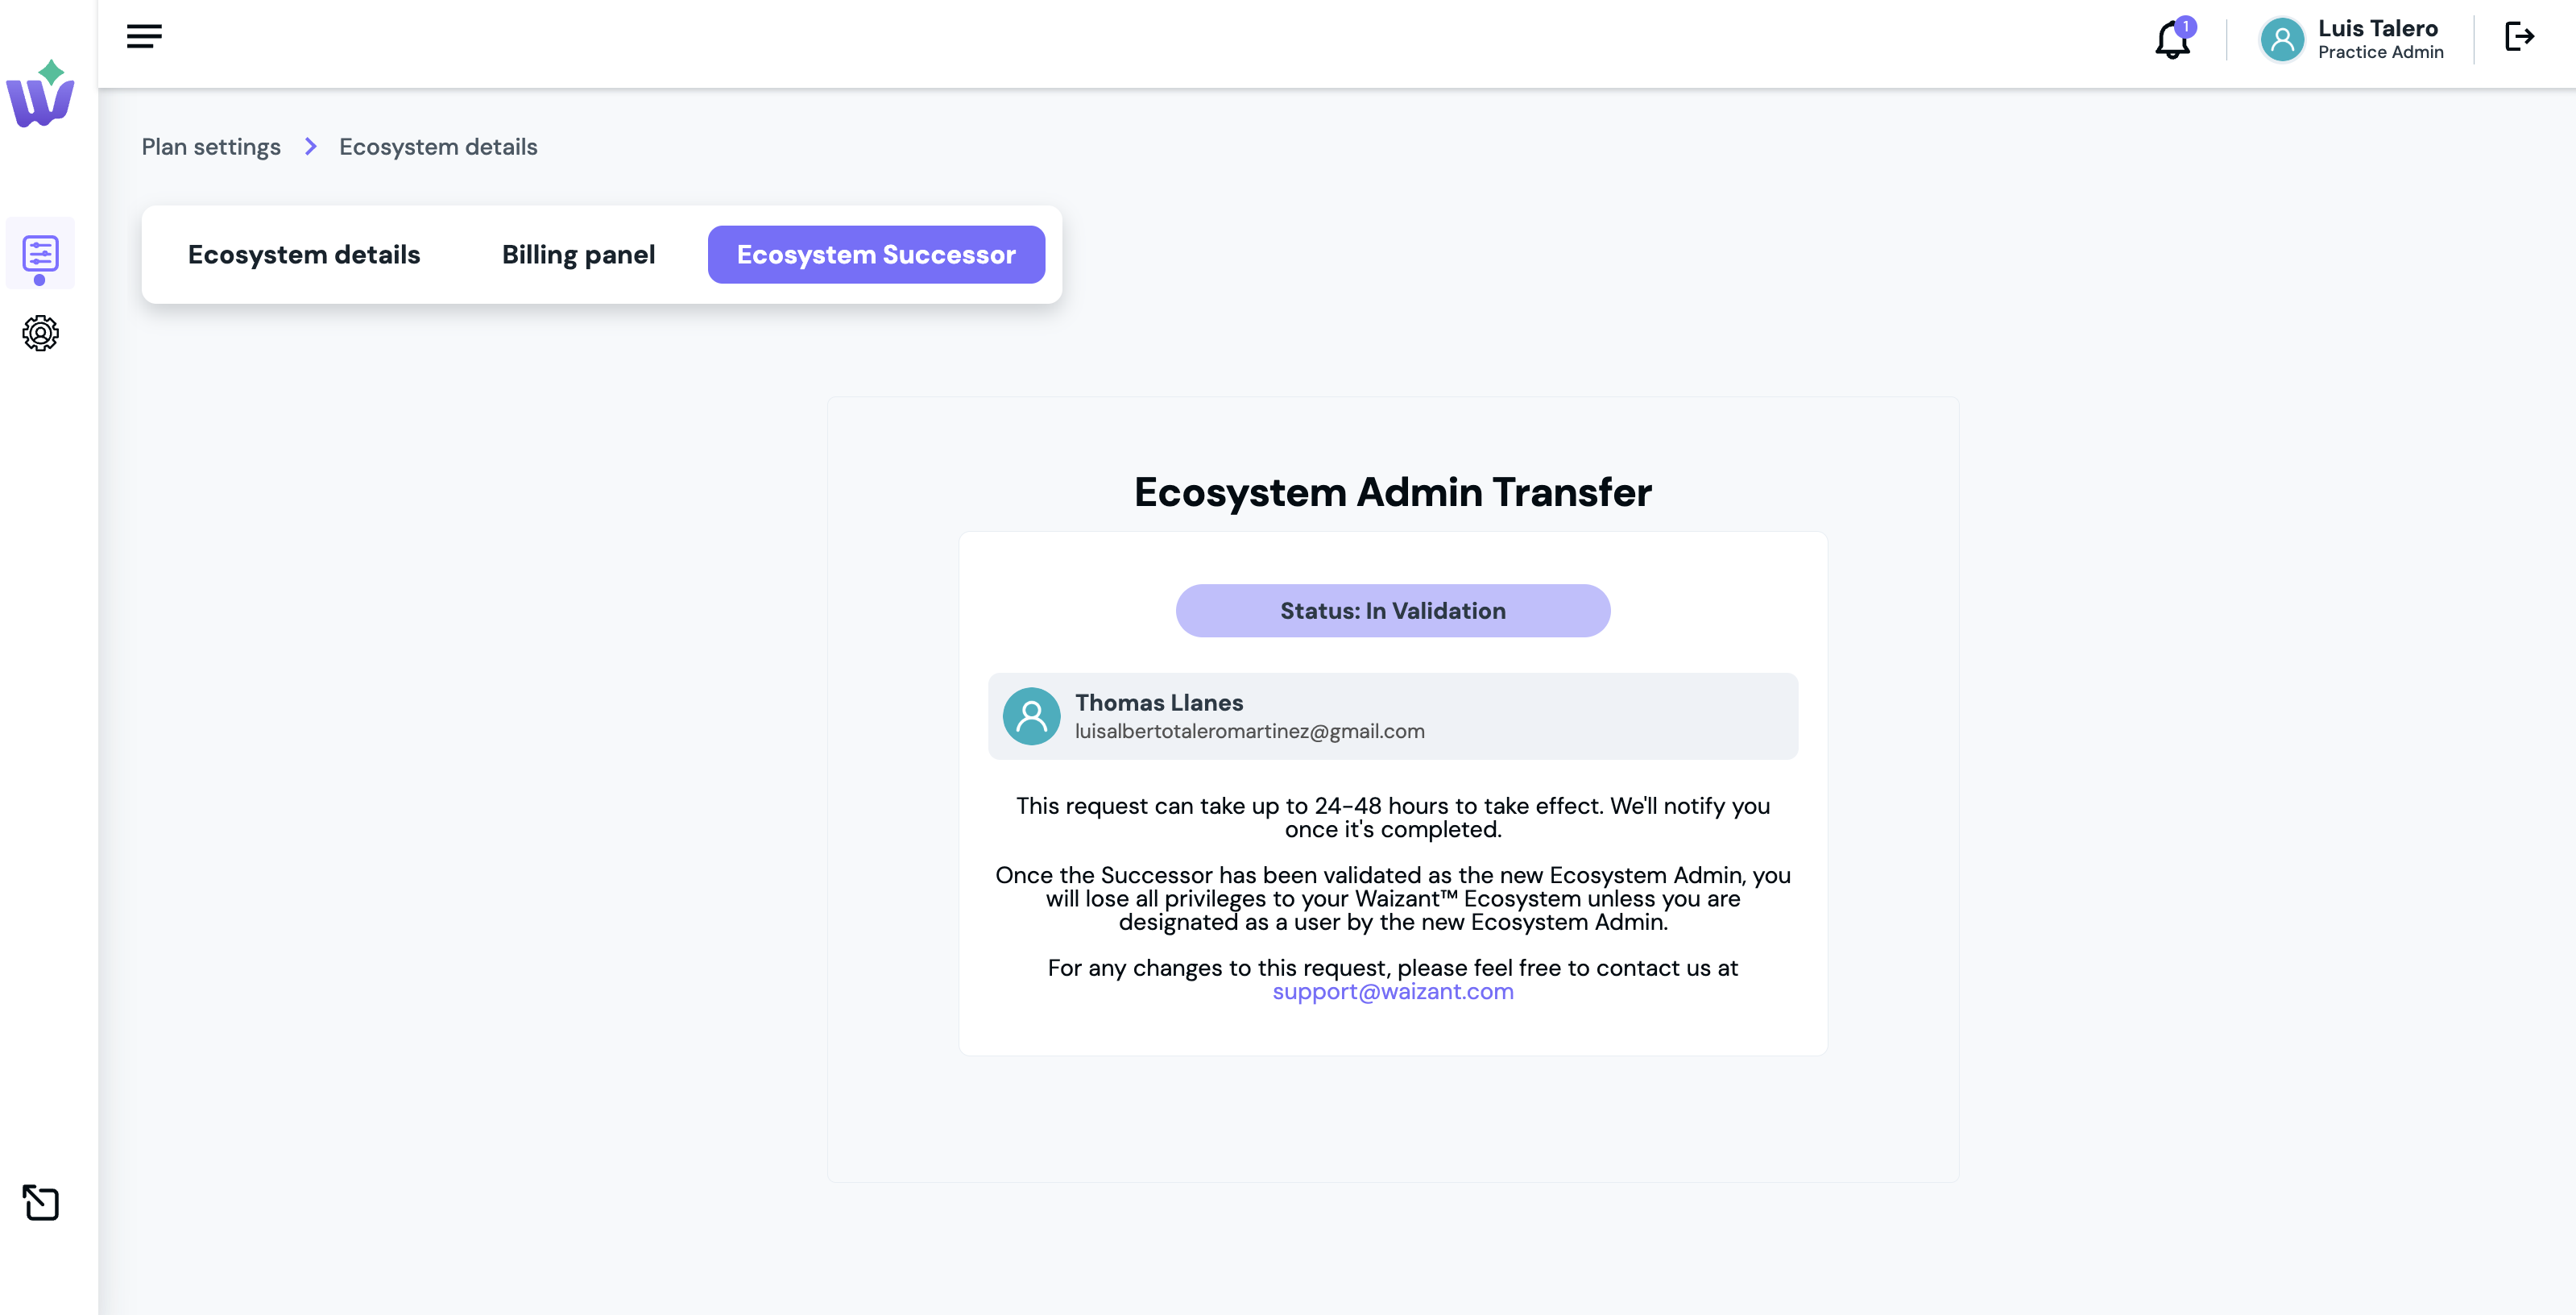 1
Luis Talero
Practice Admin
Plan settings
Ecosystem details
Ecosystem details
Billing panel
Ecosystem Successor
Ecosystem Admin Transfer
Status: In Validation
Thomas Llanes
luisalbertotaleromartinez@gmail.com
This request can take up to 24-48 hours to take effect. We'll notify you
once it's completed.
Once the Successor has been validated as the new Ecosystem Admin, you
will lose all privileges to your Waizant™ Ecosystem unless you are
designated as a user by the new Ecosystem Admin.
For any changes to this request, please feel free to contact us at
support@waizant.com